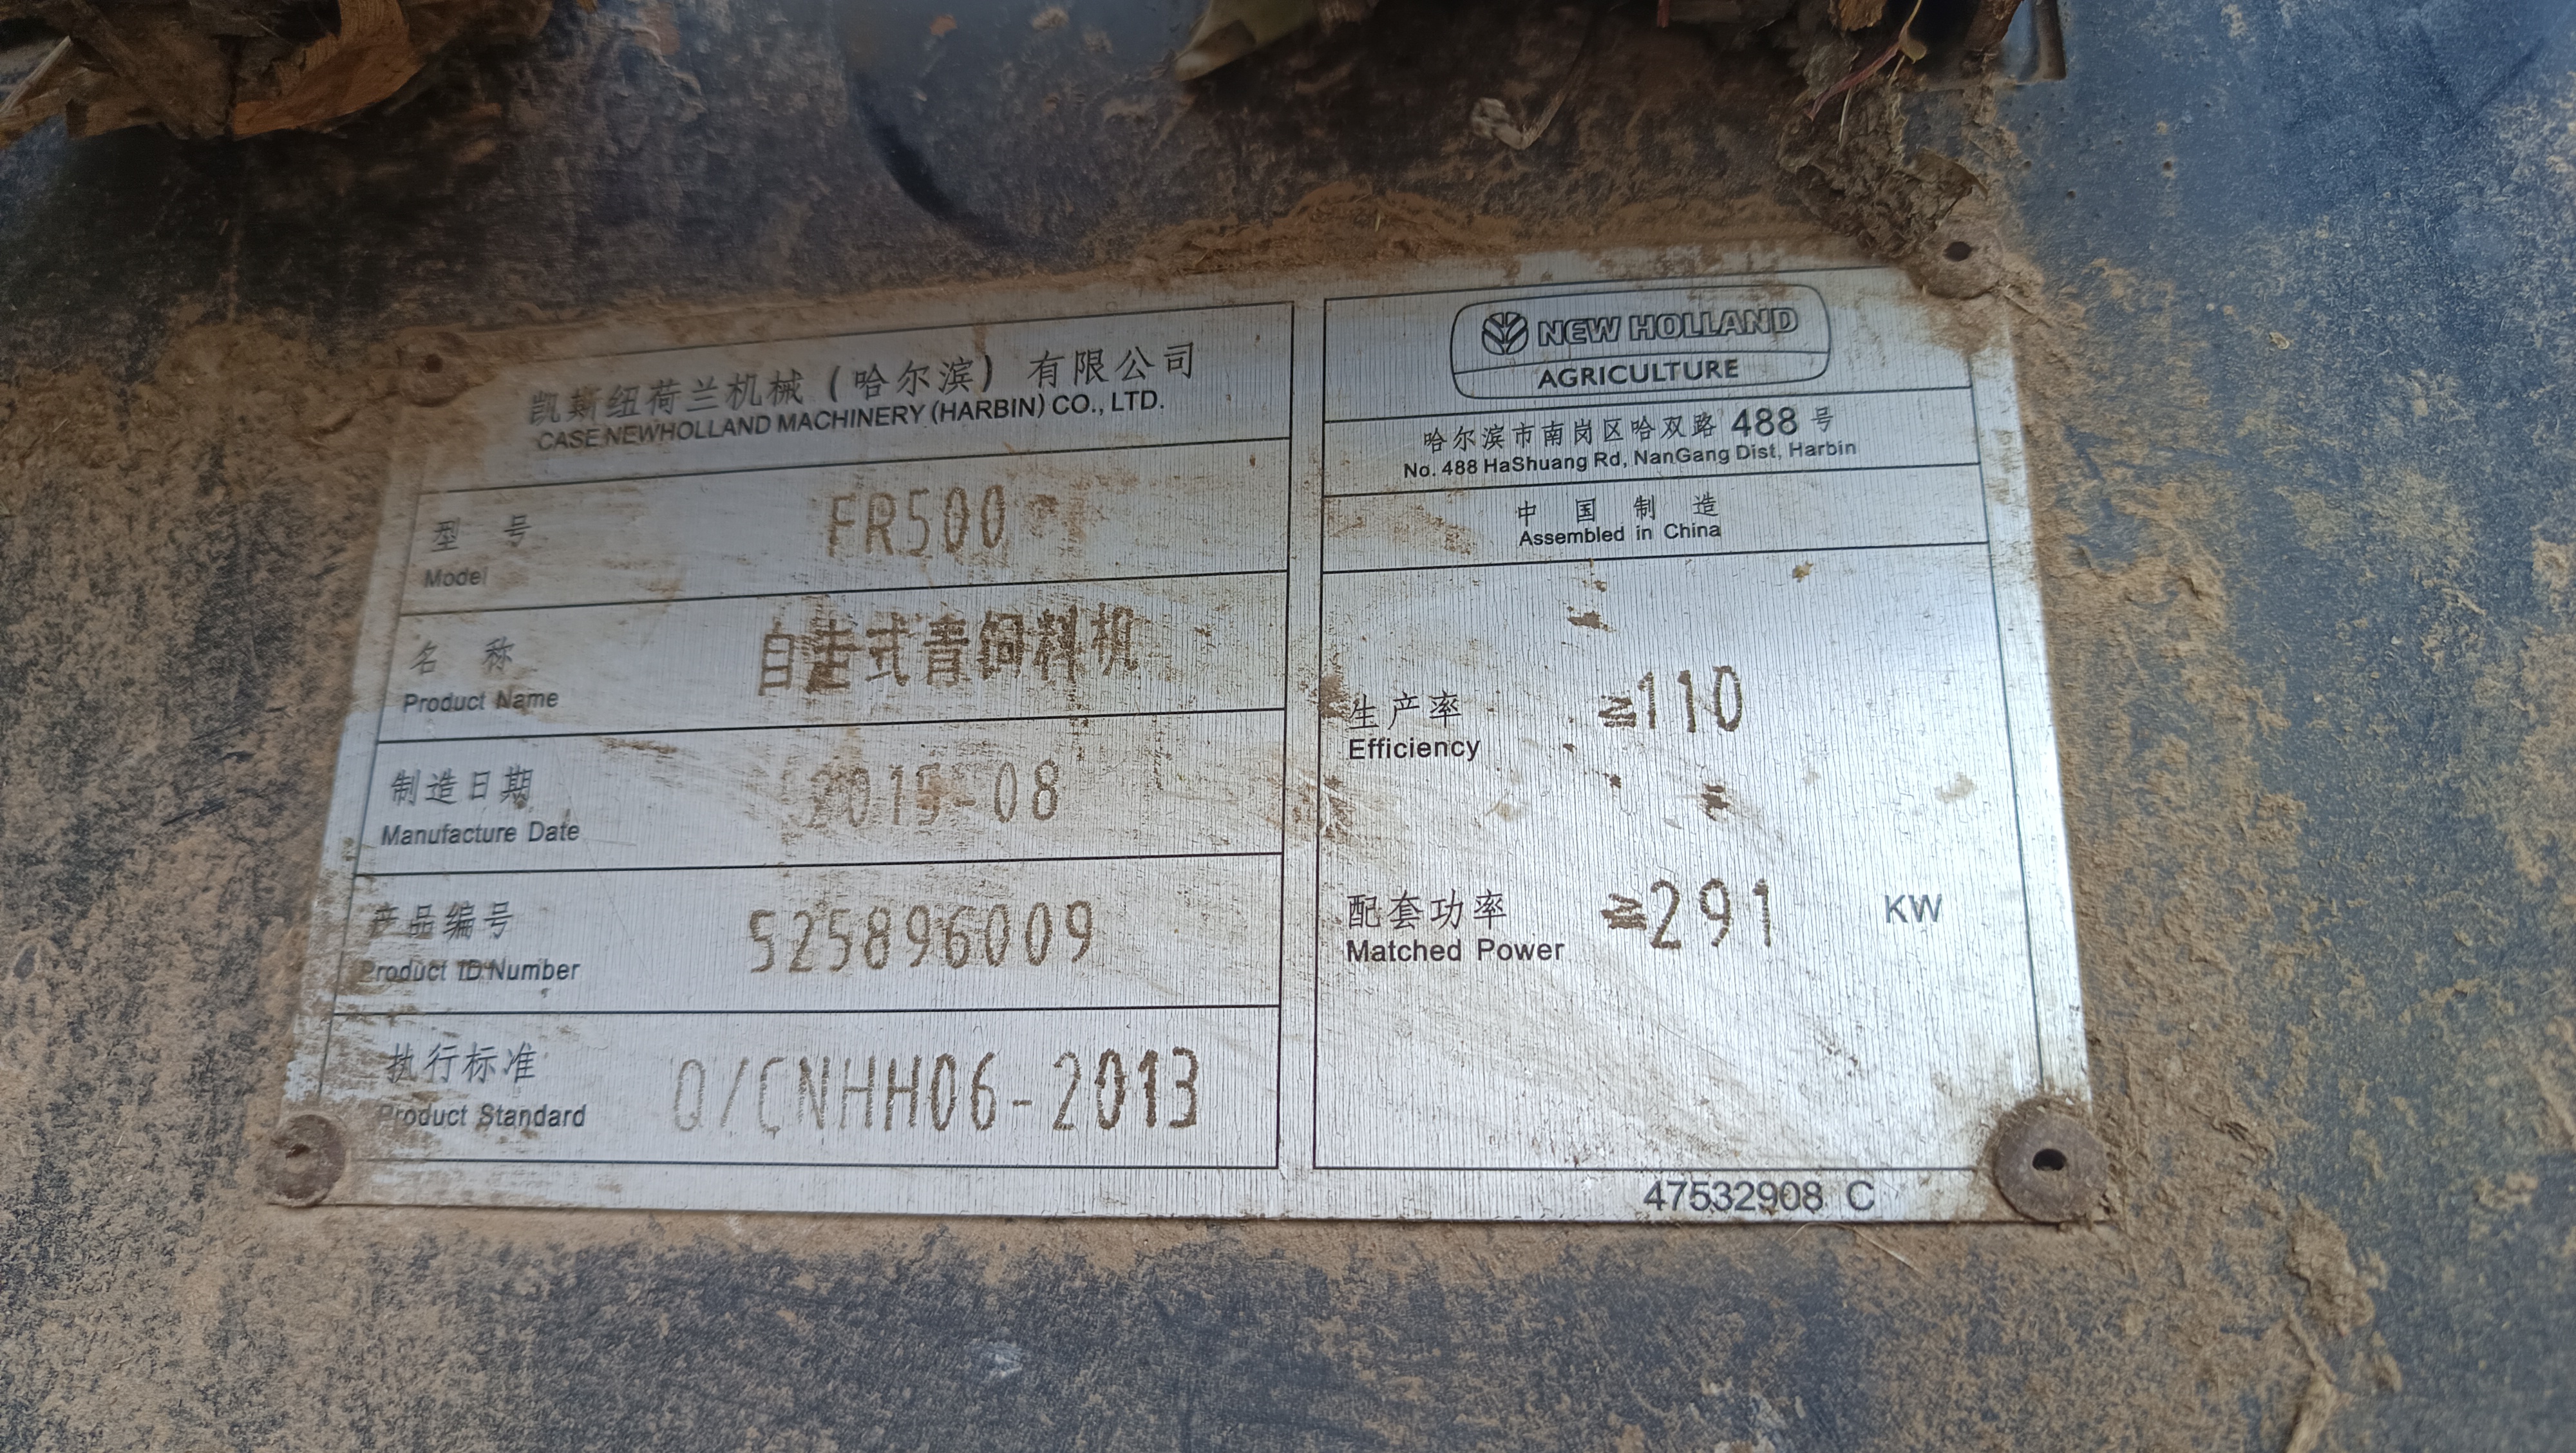 凯斯纽荷兰机械（哈尔滨）有限公司
CASE NEWHOLLAND MACHINERY (HARBIN) CO., LTD.
型 号 FR500
Model
名 称 自走式青饲料机
Product Name
制造日期 2015-08
Manufacture Date
产品编号 525896009
Product ID Number
执行标准 Q/CNHH06-2013
Product Standard
NEW HOLLAND
AGRICULTURE
哈尔滨市南岗区哈双路 488 号
No. 488 HaShuang Rd, NanGang Dist, Harbin
中 国 制 造
Assembled in China
生产率 ≥110
Efficiency
配套功率 ≥291 KW
Matched Power
47532908 C